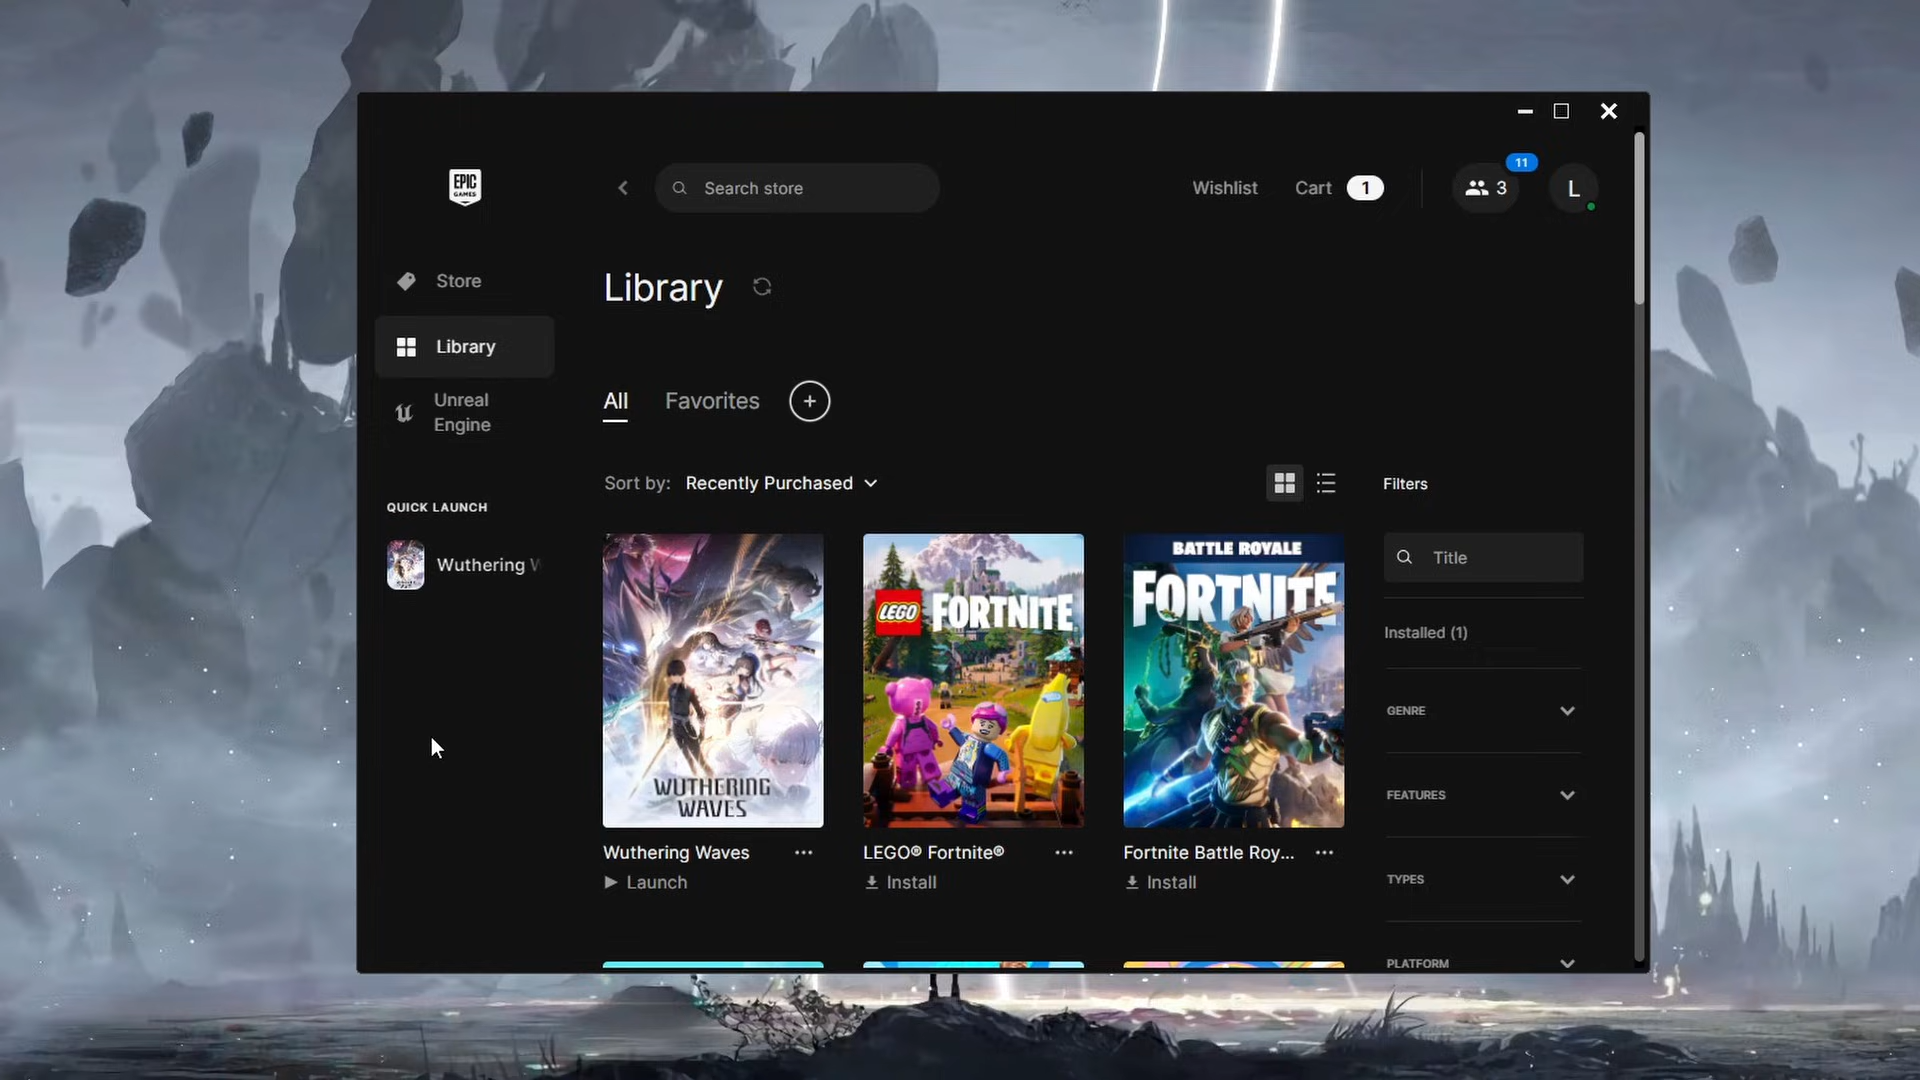 EPIC
GAMES
Search store
Wishlist
Cart 1
11
3
L
Store
Library
Unreal
Engine
QUICK LAUNCH
Wuthering W
Library
All
Favorites
Sort by: Recently Purchased
Filters
Title
Installed (1)
GENRE
FEATURES
TYPES
PLATFORM
WUTHERING
WAVES
Wuthering Waves
Launch
LEGO
FORTNITE
LEGO® Fortnite®
Install
BATTLE ROYALE
FORTNITE
Fortnite Battle Roy...
Install